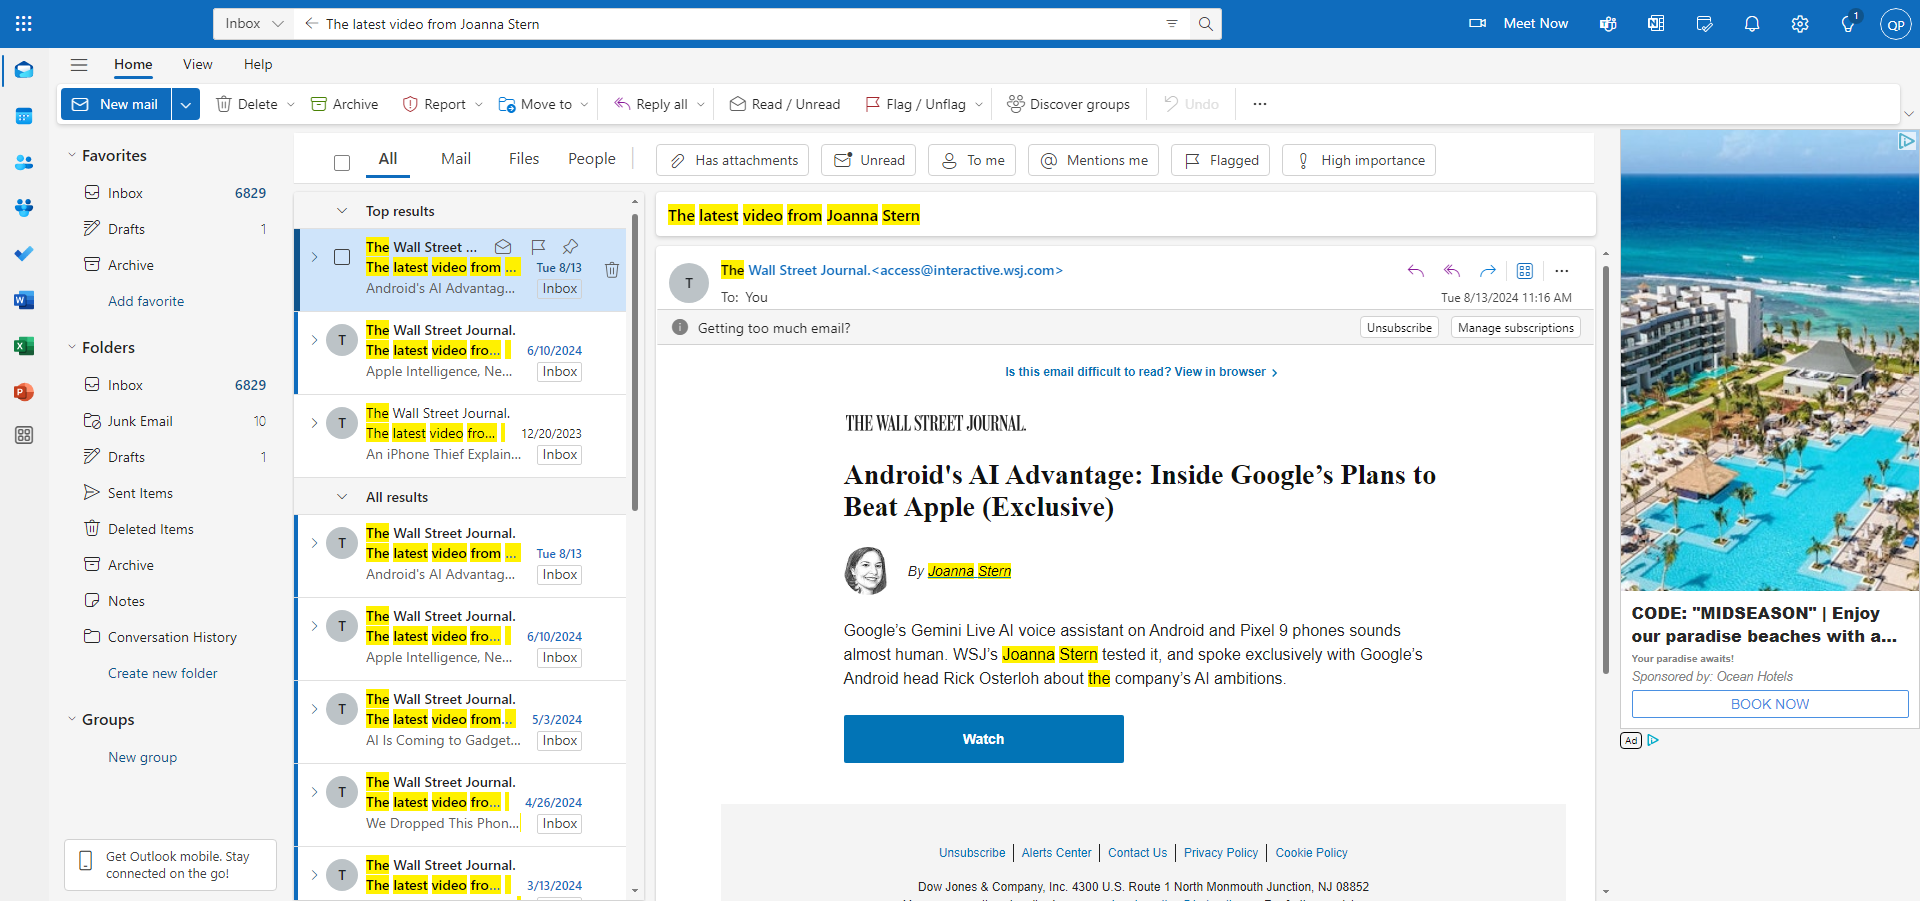 Inbox
The latest video from Joanna Stern
Meet Now
1
QP
Home View Help
New mail
Delete
Archive
Report
Move to
Reply all
Read / Unread
Flag / Unflag
Discover groups
Undo
Favorites
Inbox 6829
Drafts 1
Archive
Add favorite
Folders
Inbox 6829
Junk Email 10
Drafts 1
Sent Items
Deleted Items
Archive
Notes
Conversation History
Create new folder
Groups
New group
Get Outlook mobile. Stay
connected on the go!
All Mail Files People
Has attachments
Unread
To me
Mentions me
Flagged
High importance
Top results
The Wall Street ...
The latest video from ... Tue 8/13
Android's AI Advantag... Inbox
T
The Wall Street Journal.
The latest video fro... 6/10/2024
Apple Intelligence, Ne... Inbox
T
The Wall Street Journal.
The latest video fro... 12/20/2023
An iPhone Thief Explain... Inbox
All results
T
The Wall Street Journal.
The latest video from ... Tue 8/13
Android's AI Advantag... Inbox
T
The Wall Street Journal.
The latest video fro... 6/10/2024
Apple Intelligence, Ne... Inbox
T
The Wall Street Journal.
The latest video from... 5/3/2024
AI Is Coming to Gadget... Inbox
T
The Wall Street Journal.
The latest video fro... 4/26/2024
We Dropped This Phon... Inbox
T
The Wall Street Journal.
The latest video fro... 3/13/2024
The latest video from Joanna Stern
T
The Wall Street Journal.<access@interactive.wsj.com>
To: You
Tue 8/13/2024 11:16 AM
Getting too much email?
Unsubscribe
Manage subscriptions
Is this email difficult to read? View in browser ›
THE WALL STREET JOURNAL.
Android's AI Advantage: Inside Google’s Plans to
Beat Apple (Exclusive)
By Joanna Stern
Google’s Gemini Live AI voice assistant on Android and Pixel 9 phones sounds
almost human. WSJ’s Joanna Stern tested it, and spoke exclusively with Google’s
Android head Rick Osterloh about the company’s AI ambitions.
Watch
Unsubscribe | Alerts Center | Contact Us | Privacy Policy | Cookie Policy
Dow Jones & Company, Inc. 4300 U.S. Route 1 North Monmouth Junction, NJ 08852
CODE: "MIDSEASON" | Enjoy
our paradise beaches with a...
Your paradise awaits!
Sponsored by: Ocean Hotels
BOOK NOW
Ad